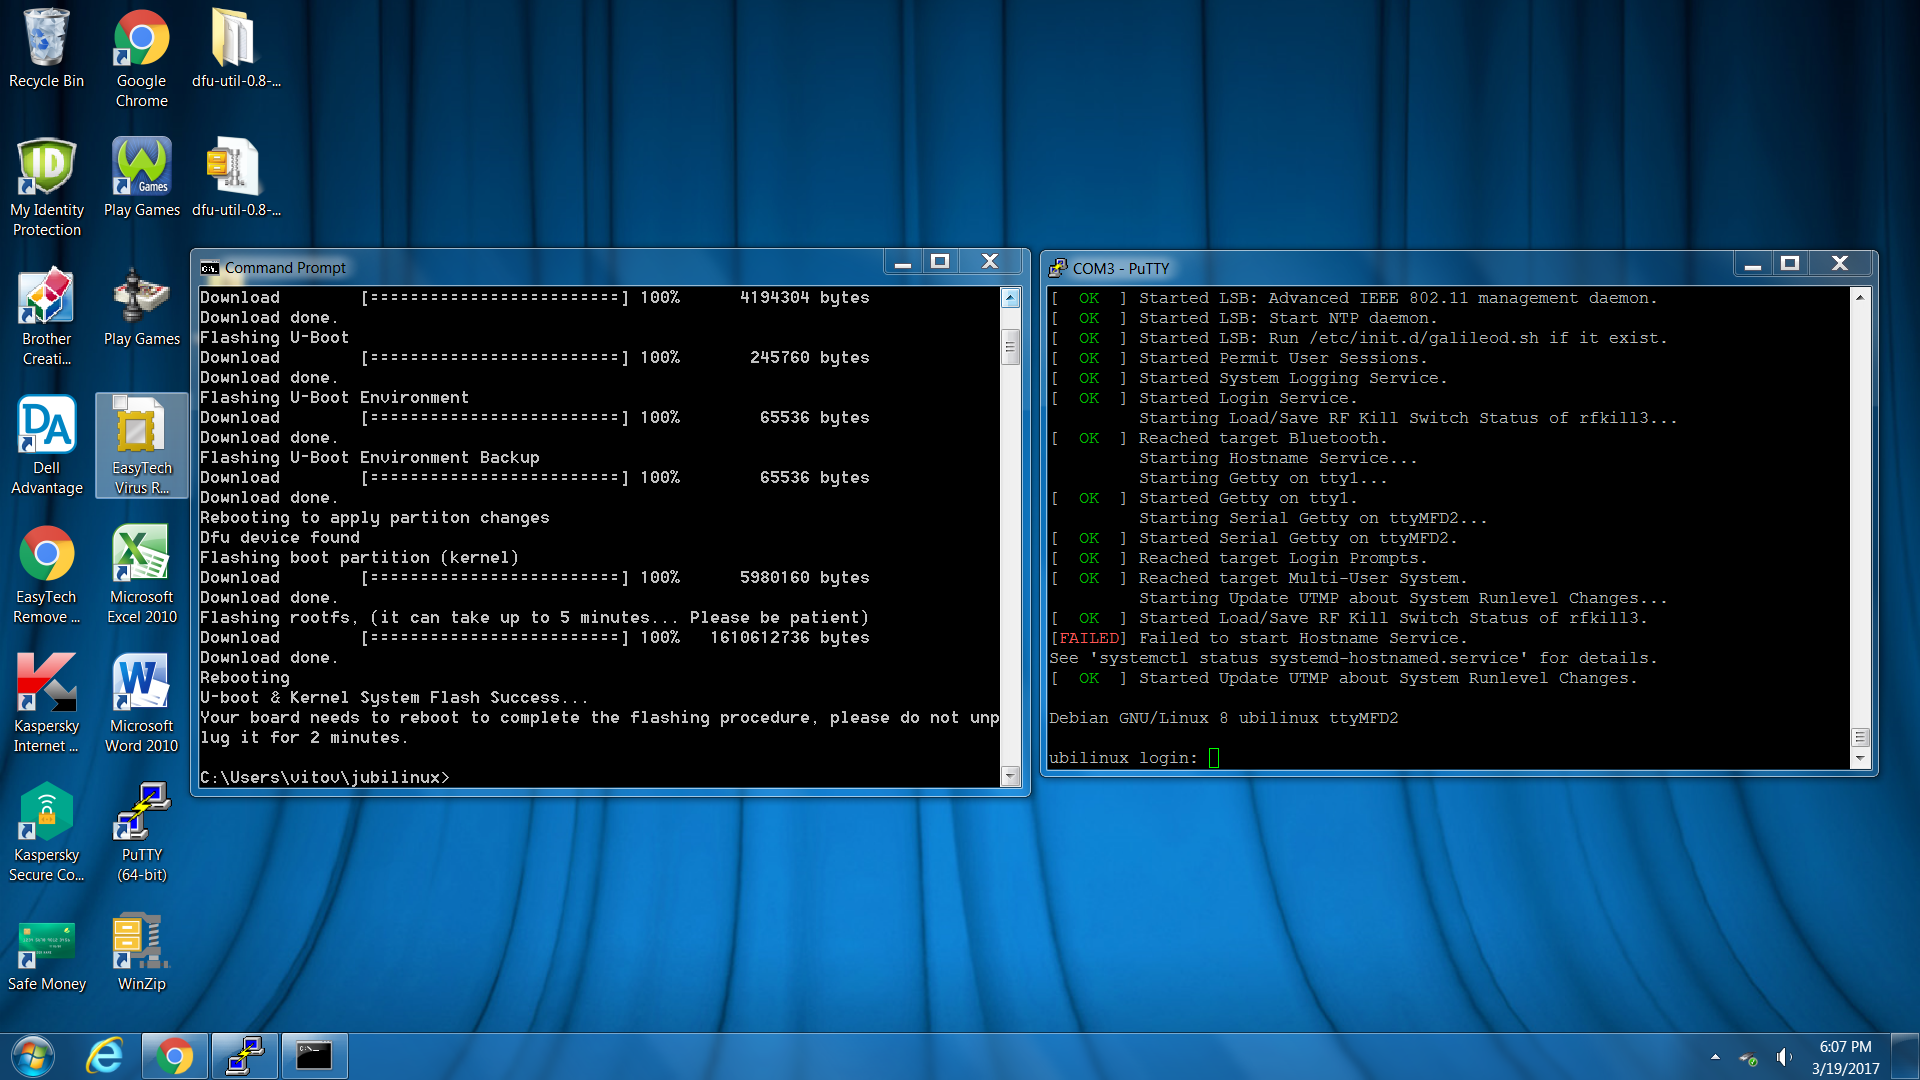 Recycle Bin
Google
Chrome
dfu-util-0.8-...
My Identity
Protection
Games
Play Games
dfu-util-0.8-...
Brother
Creati...
Play Games
DA
Dell
Advantage
EasyTech
Virus R...
EasyTech
Remove ...
Microsoft
Excel 2010
Kaspersky
Internet ...
Microsoft
Word 2010
Kaspersky
Secure Co...
PuTTY
(64-bit)
Safe Money
WinZip
Command Prompt
Download        [=========================] 100%      4194304 bytes
Download done.
Flashing U-Boot
Download        [=========================] 100%       245760 bytes
Download done.
Flashing U-Boot Environment
Download        [=========================] 100%        65536 bytes
Download done.
Flashing U-Boot Environment Backup
Download        [=========================] 100%        65536 bytes
Download done.
Rebooting to apply partiton changes
Dfu device found
Flashing boot partition (kernel)
Download        [=========================] 100%      5980160 bytes
Download done.
Flashing rootfs, (it can take up to 5 minutes... Please be patient)
Download        [=========================] 100%   1610612736 bytes
Download done.
Rebooting
U-boot & Kernel System Flash Success...
Your board needs to reboot to complete the flashing procedure, please do not unp
lug it for 2 minutes.
C:\Users\vitov\jubilinux>
COM3 - PuTTY
[  OK  ] Started LSB: Advanced IEEE 802.11 management daemon.
[  OK  ] Started LSB: Start NTP daemon.
[  OK  ] Started LSB: Run /etc/init.d/galileod.sh if it exist.
[  OK  ] Started Permit User Sessions.
[  OK  ] Started System Logging Service.
[  OK  ] Started Login Service.
         Starting Load/Save RF Kill Switch Status of rfkill3...
[  OK  ] Reached target Bluetooth.
         Starting Hostname Service...
         Starting Getty on tty1...
[  OK  ] Started Getty on tty1.
         Starting Serial Getty on ttyMFD2...
[  OK  ] Started Serial Getty on ttyMFD2.
[  OK  ] Reached target Login Prompts.
[  OK  ] Reached target Multi-User System.
         Starting Update UTMP about System Runlevel Changes...
[  OK  ] Started Load/Save RF Kill Switch Status of rfkill3.
[FAILED] Failed to start Hostname Service.
See 'systemctl status systemd-hostnamed.service' for details.
[  OK  ] Started Update UTMP about System Runlevel Changes.
Debian GNU/Linux 8 ubilinux ttyMFD2
ubilinux login:
6:07 PM
3/19/2017